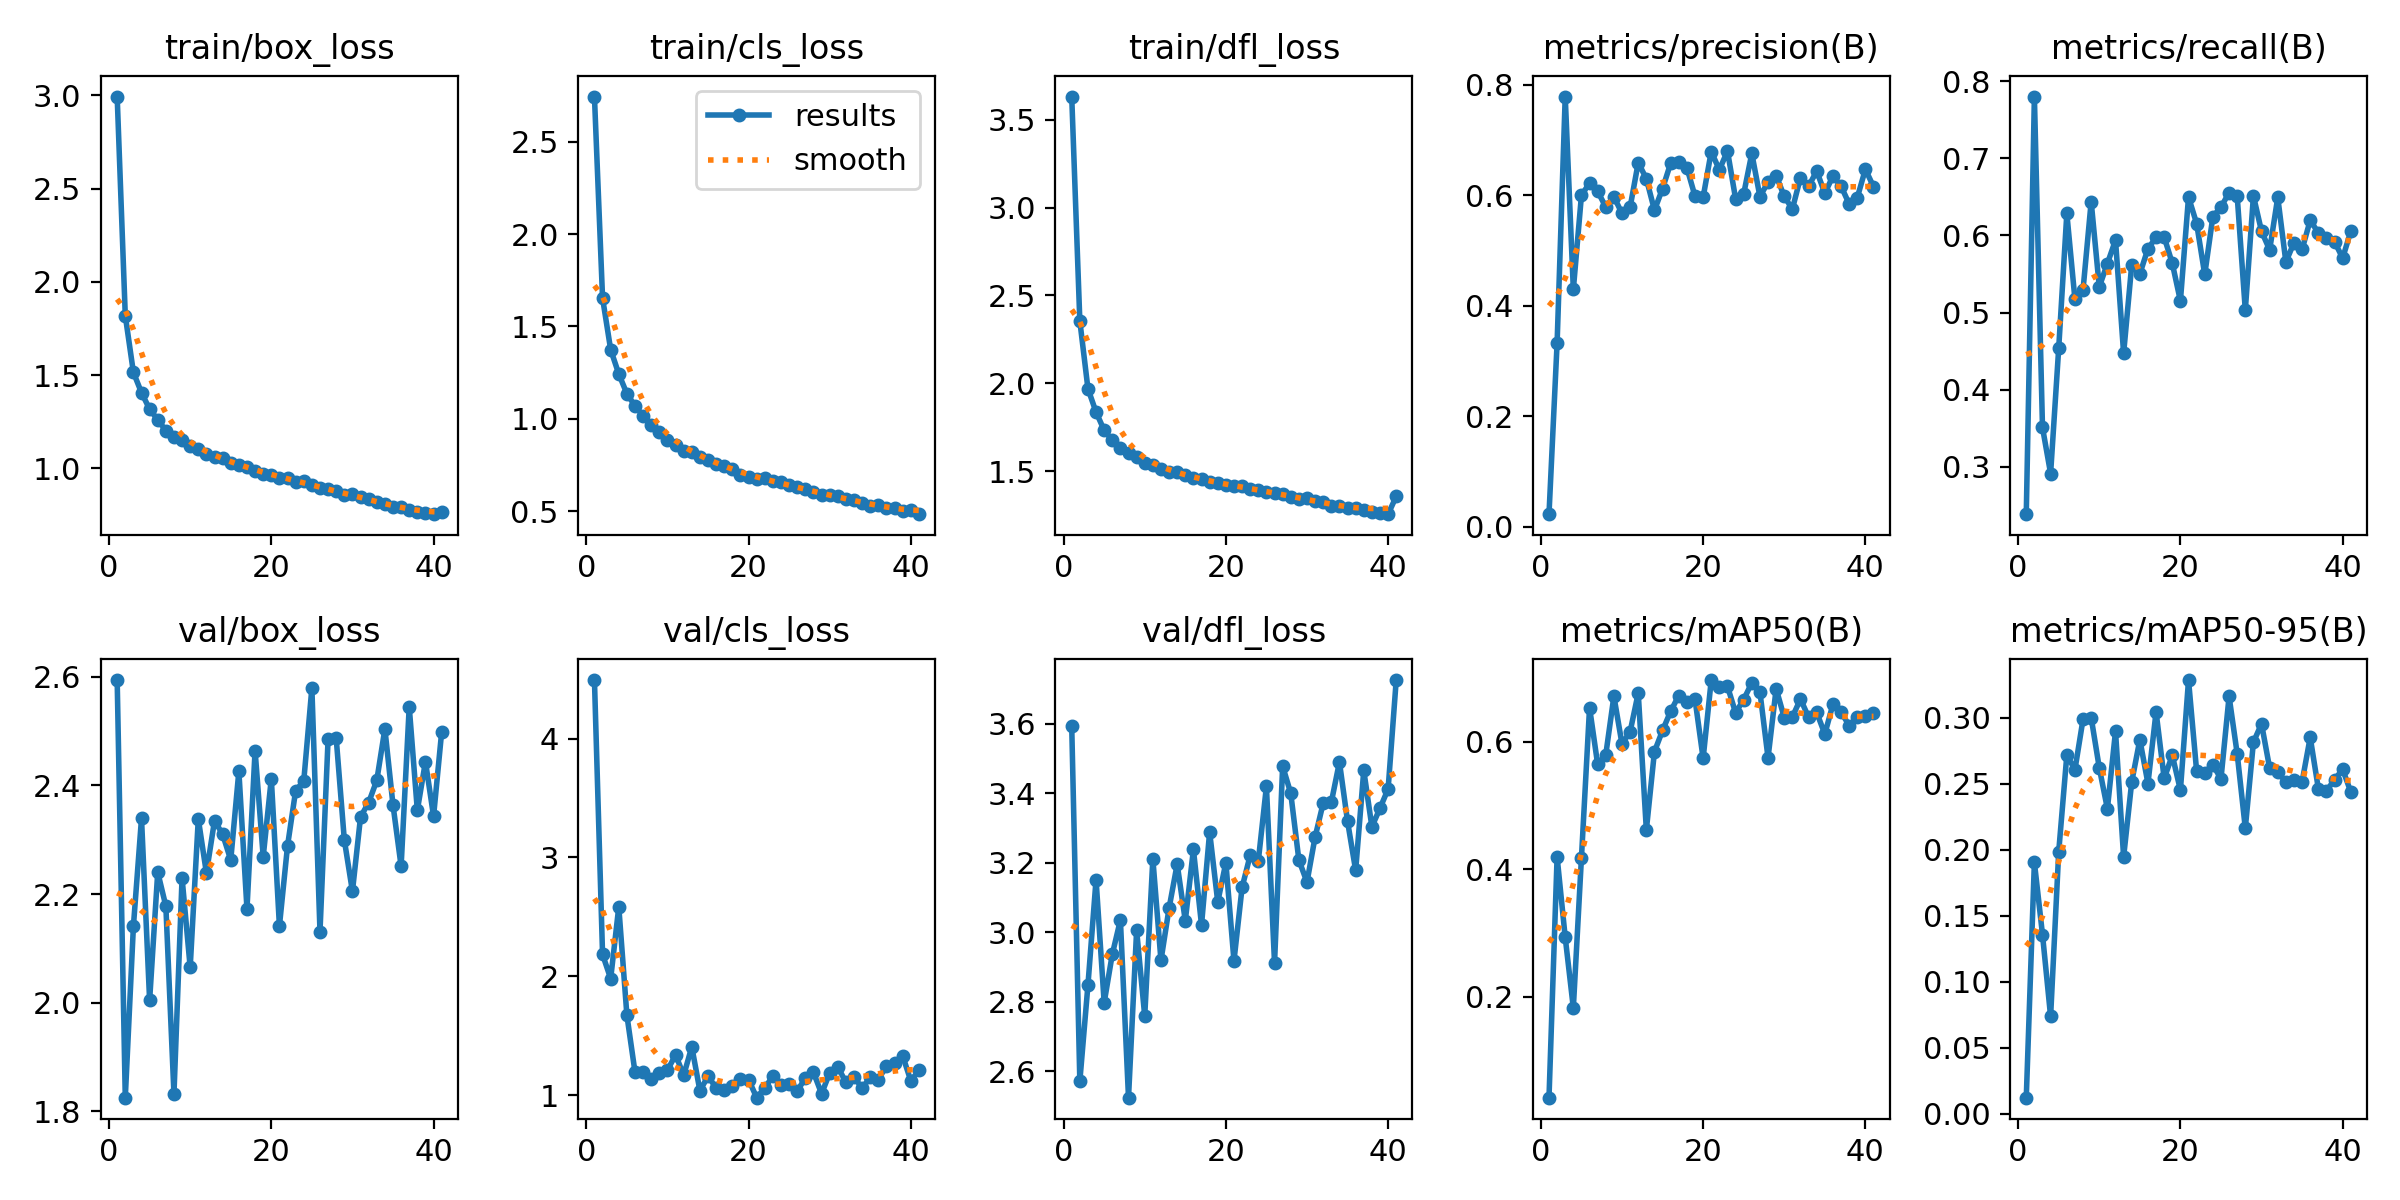 train/box_loss
3.0
2.5
2.0
1.5
1.0
0 20 40
train/cls_loss
results
smooth
2.5
2.0
1.5
1.0
0.5
0 20 40
train/dfl_loss
3.5
3.0
2.5
2.0
1.5
0 20 40
metrics/precision(B)
0.8
0.6
0.4
0.2
0.0
0 20 40
metrics/recall(B)
0.8
0.7
0.6
0.5
0.4
0.3
0 20 40
val/box_loss
2.6
2.4
2.2
2.0
1.8
0 20 40
val/cls_loss
4
3
2
1
0 20 40
val/dfl_loss
3.6
3.4
3.2
3.0
2.8
2.6
0 20 40
metrics/mAP50(B)
0.6
0.4
0.2
0 20 40
metrics/mAP50-95(B)
0.30
0.25
0.20
0.15
0.10
0.05
0.00
0 20 40